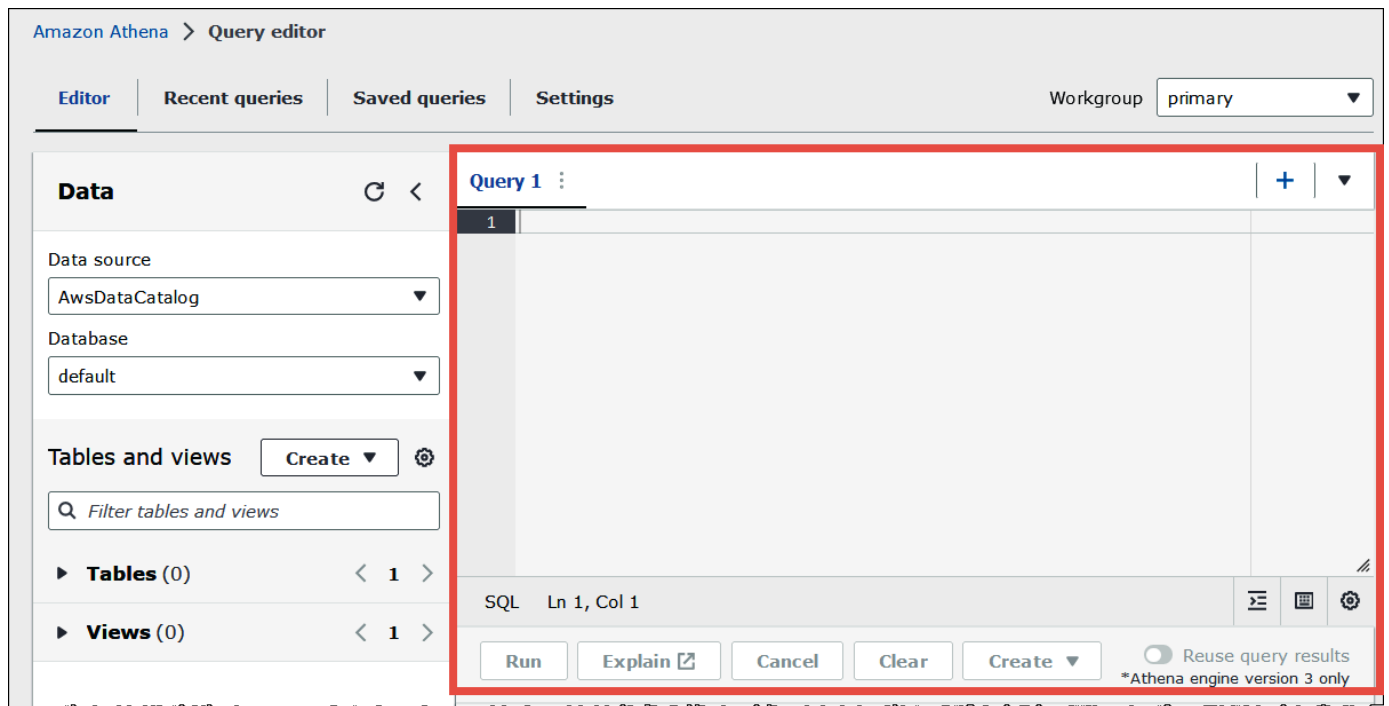 Amazon Athena > Query editor
Editor Recent queries Saved queries Settings Workgroup primary
Data
Data source
AwsDataCatalog
Database
default
Tables and views Create
Filter tables and views
Tables (0) 1
Views (0) 1
Query 1
1
SQL Ln 1, Col 1
Run Explain Cancel Clear Create Reuse query results
*Athena engine version 3 only